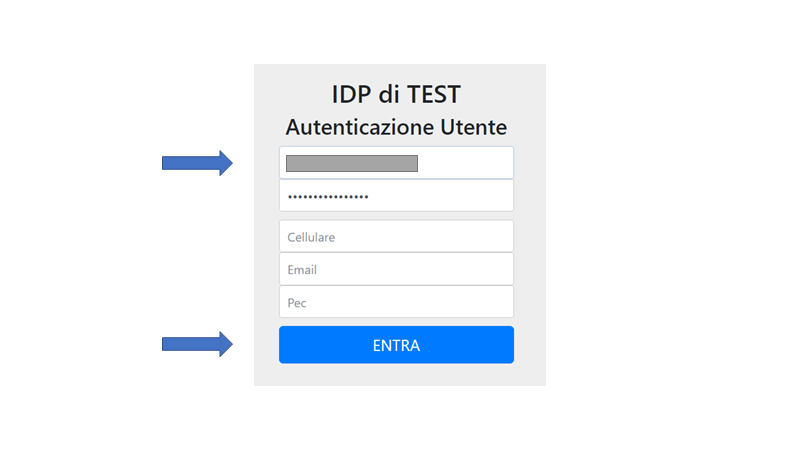 IDP di TEST
Autenticazione Utente
••••••••••••••••
Cellulare
Email
Pec
ENTRA